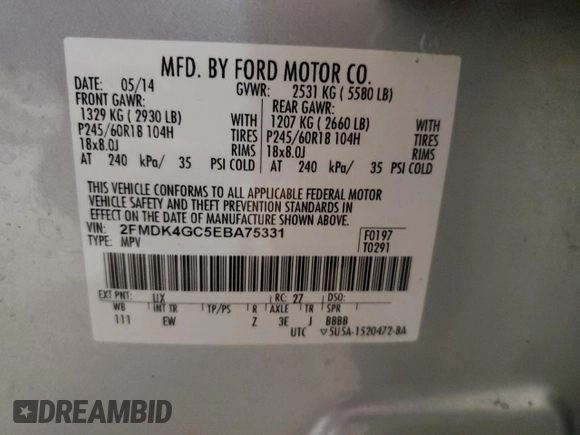 MFD. BY FORD MOTOR CO.
DATE: 05/14 GVWR: 2531 KG ( 5580 LB)
FRONT GAWR: REAR GAWR:
1329 KG ( 2930 LB) 1207 KG ( 2660 LB)
P245/60R18 104H TIRES P245/60R18 104H TIRES
18x8.0J RIMS 18x8.0J RIMS
AT 240 kPa/ 35 PSI COLD AT 240 kPa/ 35 PSI COLD
THIS VEHICLE CONFORMS TO ALL APPLICABLE FEDERAL MOTOR
VEHICLE SAFETY AND THEFT PREVENTION STANDARDS IN
EFFECT ON THE DATE OF MANUFACTURE SHOWN ABOVE.
VIN: 2FMDK4GC5EBA75331 F0197
TYPE: MPV T0291
EXT PNT: UX RC: 27 DSO:
WB INT TR TP/PS R AXLE TR SPR
111 EW Z 3E J BBBB
UTC ▽5U5A-1520472-BA
DREAMBID